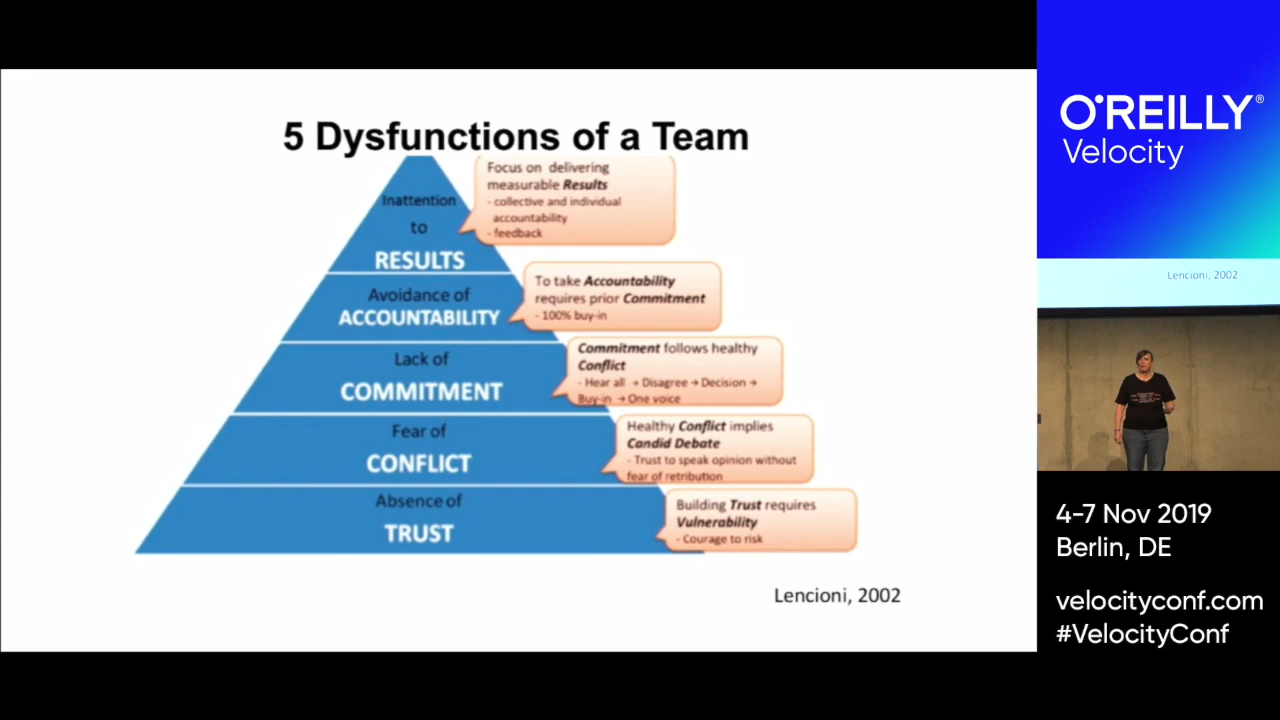 5 Dysfunctions of a Team
Inattention
to
RESULTS
Focus on delivering
measurable Results
- collective and individual
accountability
- feedback
Avoidance of
ACCOUNTABILITY
To take Accountability
requires prior Commitment
- 100% buy-in
Lack of
COMMITMENT
Commitment follows healthy
Conflict
- Hear all → Disagree → Decision →
Buy-in → One voice
Fear of
CONFLICT
Healthy Conflict implies
Candid Debate
- Trust to speak opinion without
fear of retribution
Absence of
TRUST
Building Trust requires
Vulnerability
- Courage to risk
Lencioni, 2002
O'REILLY®
Velocity
Lencioni, 2002
4-7 Nov 2019
Berlin, DE
velocityconf.com
#VelocityConf